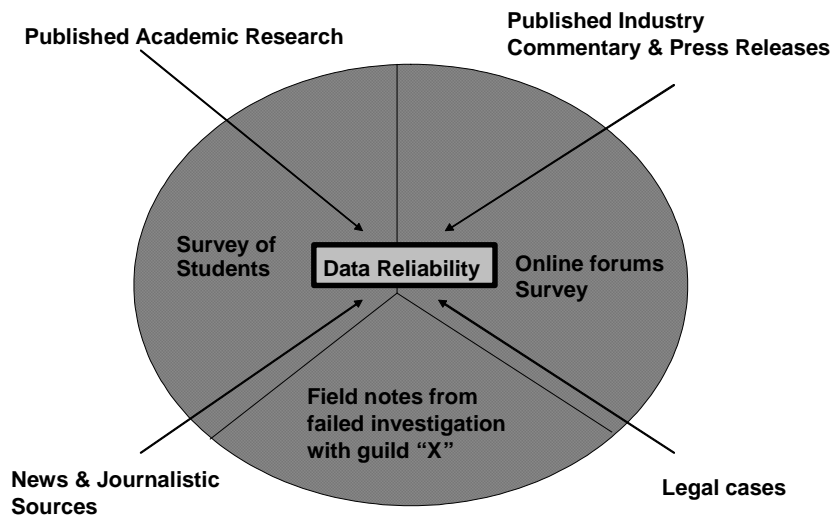 Published Academic Research
Published Industry
Commentary & Press Releases
Survey of
Students
Data Reliability
Online forums
Survey
Field notes from
failed investigation
with guild “X”
News & Journalistic
Sources
Legal cases